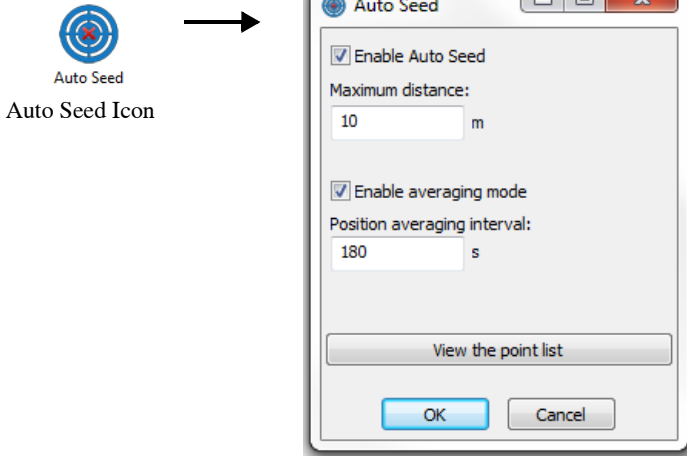 Auto Seed
Auto Seed Icon
Auto Seed
Enable Auto Seed
Maximum distance:
10 m
Enable averaging mode
Position averaging interval:
180 s
View the point list
OK Cancel